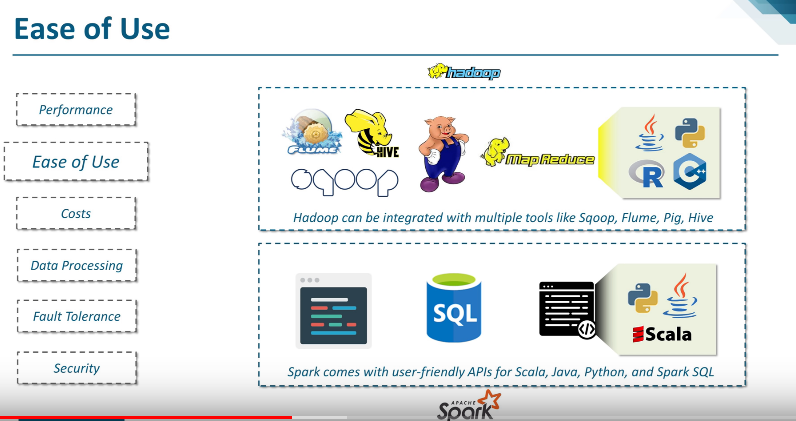 Ease of Use
Performance
Ease of Use
Costs
Data Processing
Fault Tolerance
Security
hadoop
FLUME
HIVE
sqoop
Map Reduce
R
C++
Hadoop can be integrated with multiple tools like Sqoop, Flume, Pig, Hive
SQL
Scala
Spark comes with user-friendly APIs for Scala, Java, Python, and Spark SQL
APACHE
Spark